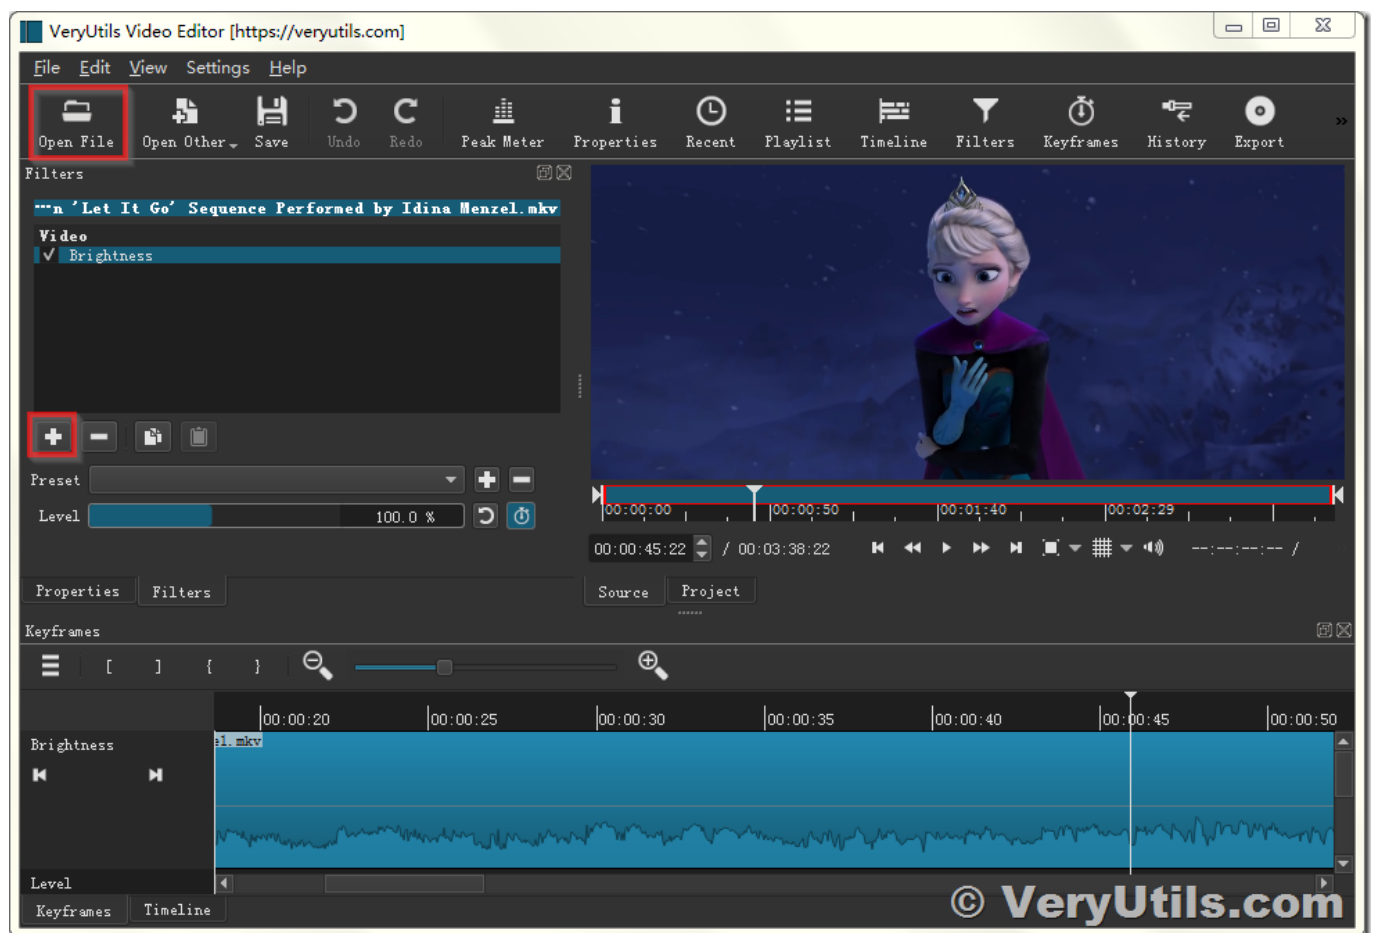 VeryUtils Video Editor [https://veryutils.com]
File Edit View Settings Help
Open File Open Other Save Undo Redo Peak Meter Properties Recent Playlist Timeline Filters Keyframes History Export »
Filters
···n 'Let It Go' Sequence Performed by Idina Menzel.mkv
Video
✓ Brightness
Preset
Level 100.0 %
00:00:00 00:00:50 00:01:40 00:02:29
00:00:45:22 / 00:03:38:22 --:--:--:-- /
Properties Filters
Source Project
Keyframes
[ ] { }
00:00:20 00:00:25 00:00:30 00:00:35 00:00:40 00:00:45 00:00:50
Brightness
el.mkv
Level
Keyframes Timeline
© VeryUtils.com